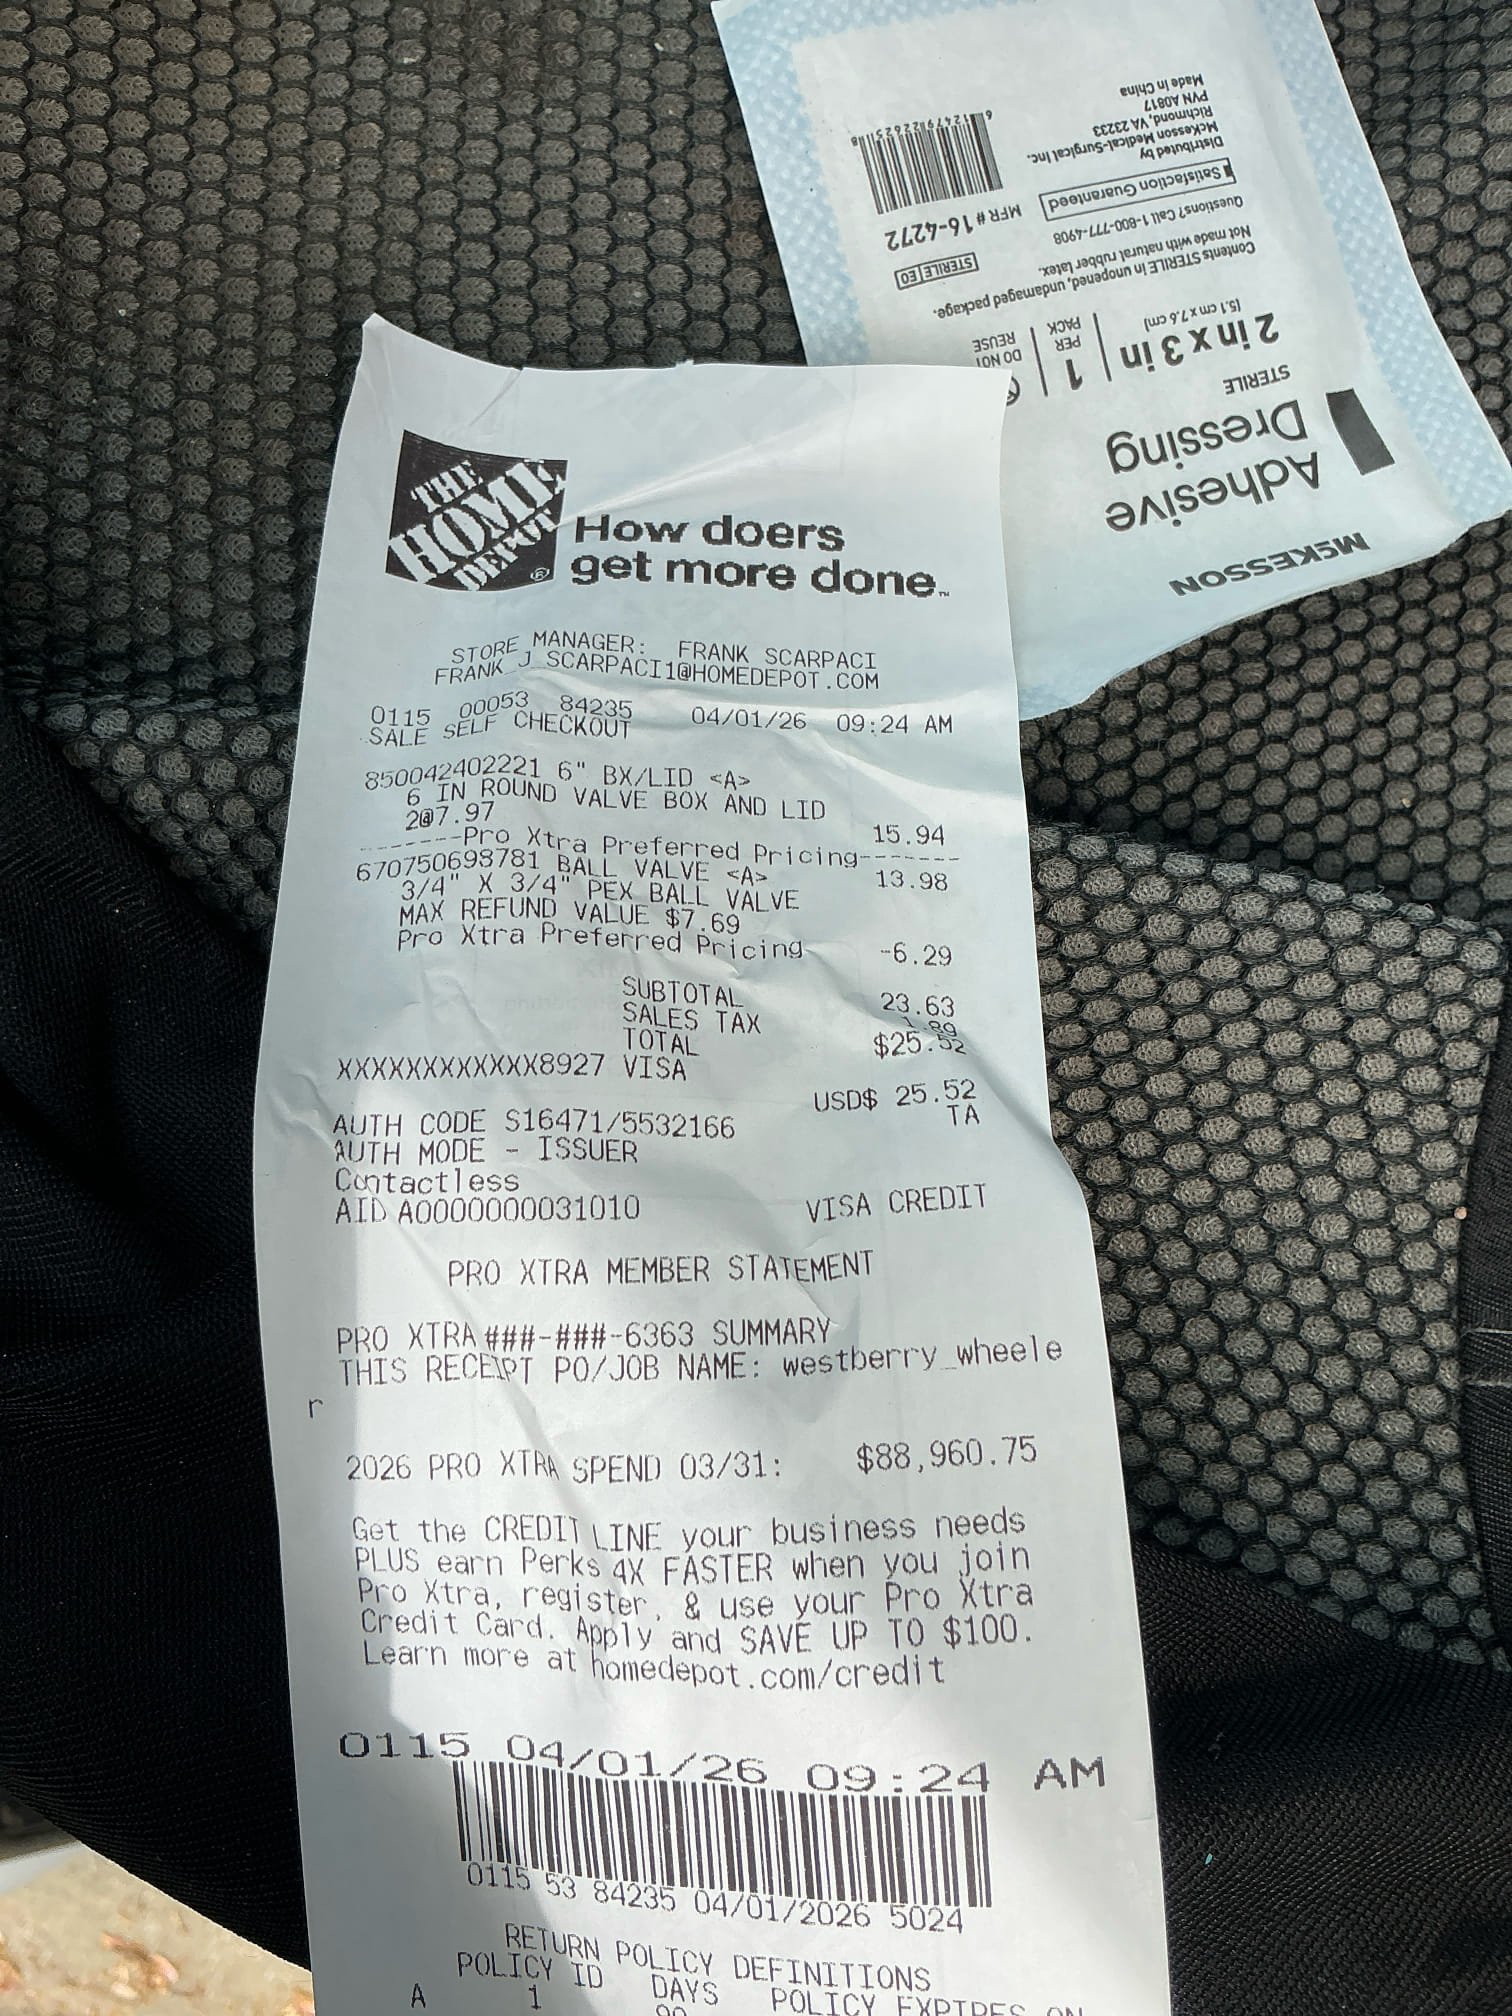 THE
HOME
DEPOT
®
How doers
get more done.™
STORE MANAGER: FRANK SCARPACI
FRANK_J_SCARPACI1@HOMEDEPOT.COM
0115 00053 84235 04/01/26 09:24 AM
SALE SELF CHECKOUT
850042402221 6" BX/LID <A>
6 IN ROUND VALVE BOX AND LID
2@7.97 15.94
-------Pro Xtra Preferred Pricing-------
670750693781 BALL VALVE <A> 13.98
3/4" X 3/4" PEX BALL VALVE
MAX REFUND VALUE $7.69
Pro Xtra Preferred Pricing -6.29
SUBTOTAL 23.63
SALES TAX 1.89
TOTAL $25.52
XXXXXXXXXXXX8927 VISA
USD$ 25.52
AUTH CODE S16471/5532166 TA
AUTH MODE - ISSUER
Contactless
AID A0000000031010 VISA CREDIT
PRO XTRA MEMBER STATEMENT
PRO XTRA ###-###-6363 SUMMARY
THIS RECEIPT PO/JOB NAME: westberry_wheele
r
2026 PRO XTRA SPEND 03/31: $88,960.75
Get the CREDIT LINE your business needs
PLUS earn Perks 4X FASTER when you join
Pro Xtra, register, & use your Pro Xtra
Credit Card. Apply and SAVE UP TO $100.
Learn more at homedepot.com/credit
0115 04/01/26 09:24 AM
0115 53 84235 04/01/2026 5024
RETURN POLICY DEFINITIONS
POLICY ID DAYS POLICY EXPIRES ON
A 1
MCKESSON
Adhesive
Dressing
STERILE
2 in x 3 in
(5.1 cm x 7.6 cm)
1
PER
PACK
DO NOT
REUSE
Contents STERILE in unopened, undamaged package.
Not made with natural rubber latex.
STERILE EO
Questions? Call 1-800-777-4908
Satisfaction Guaranteed
MFR # 16-4272
Distributed by
McKesson Medical-Surgical Inc.
Richmond, VA 23233
PVN A0817
Made in China